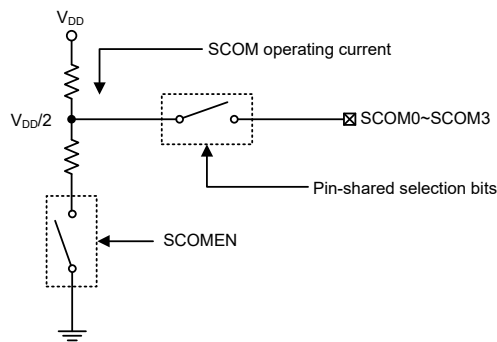 VDD
SCOM operating current
VDD/2
SCOM0~SCOM3
Pin-shared selection bits
SCOMEN